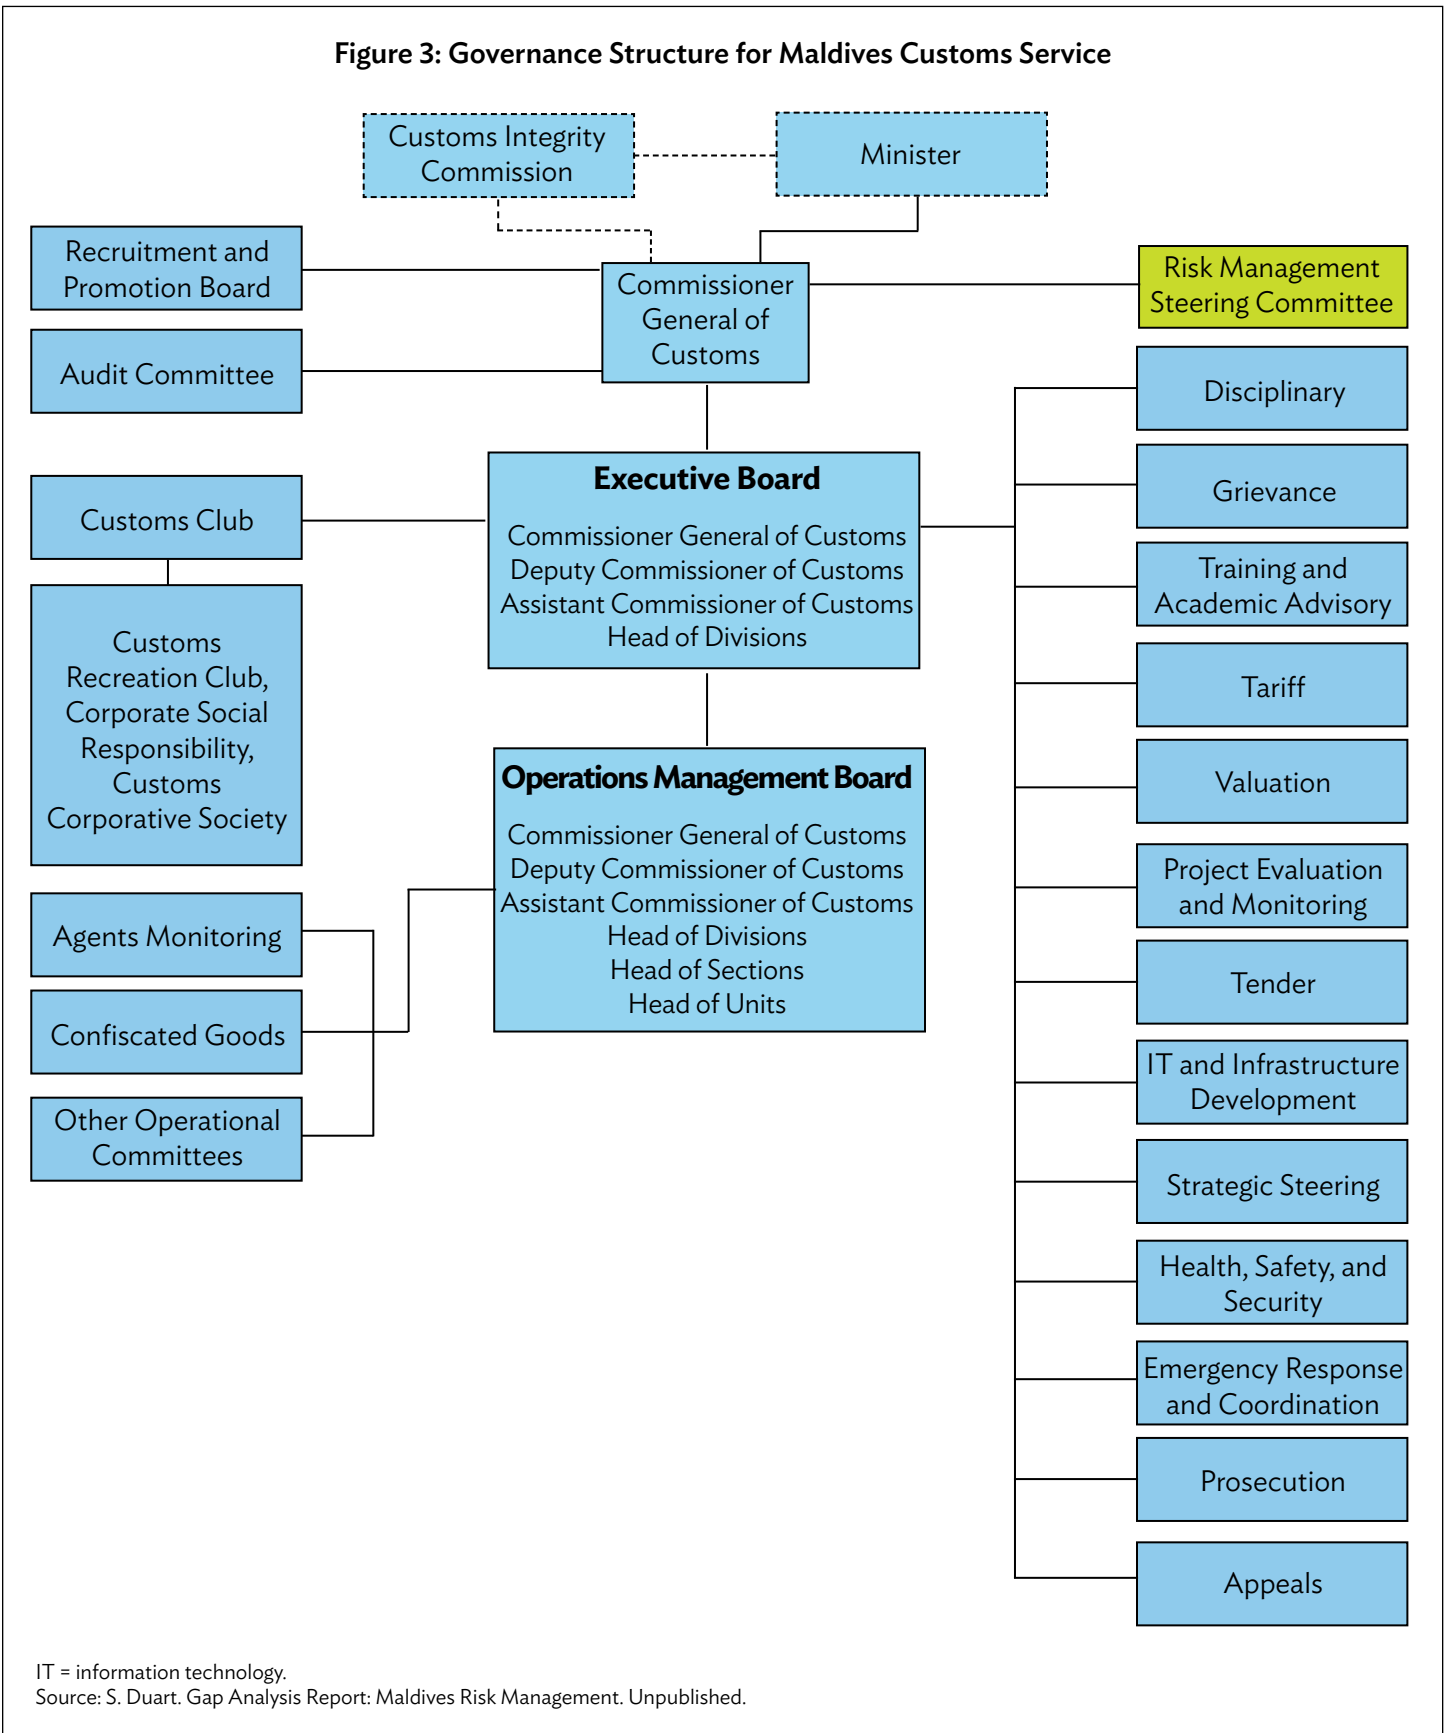 Figure 3: Governance Structure for Maldives Customs Service
Customs Integrity
Commission
Minister
Recruitment and
Promotion Board
Commissioner
General of
Customs
Risk Management
Steering Committee
Audit Committee
Disciplinary
Executive Board
Commissioner General of Customs
Deputy Commissioner of Customs
Assistant Commissioner of Customs
Head of Divisions
Customs Club
Grievance
Training and
Academic Advisory
Customs
Recreation Club,
Corporate Social
Responsibility,
Customs
Corporative Society
Tariff
Operations Management Board
Commissioner General of Customs
Deputy Commissioner of Customs
Assistant Commissioner of Customs
Head of Divisions
Head of Sections
Head of Units
Valuation
Project Evaluation
and Monitoring
Agents Monitoring
Tender
Confiscated Goods
IT and Infrastructure
Development
Other Operational
Committees
Strategic Steering
Health, Safety, and
Security
Emergency Response
and Coordination
Prosecution
Appeals
IT = information technology.
Source: S. Duart. Gap Analysis Report: Maldives Risk Management. Unpublished.